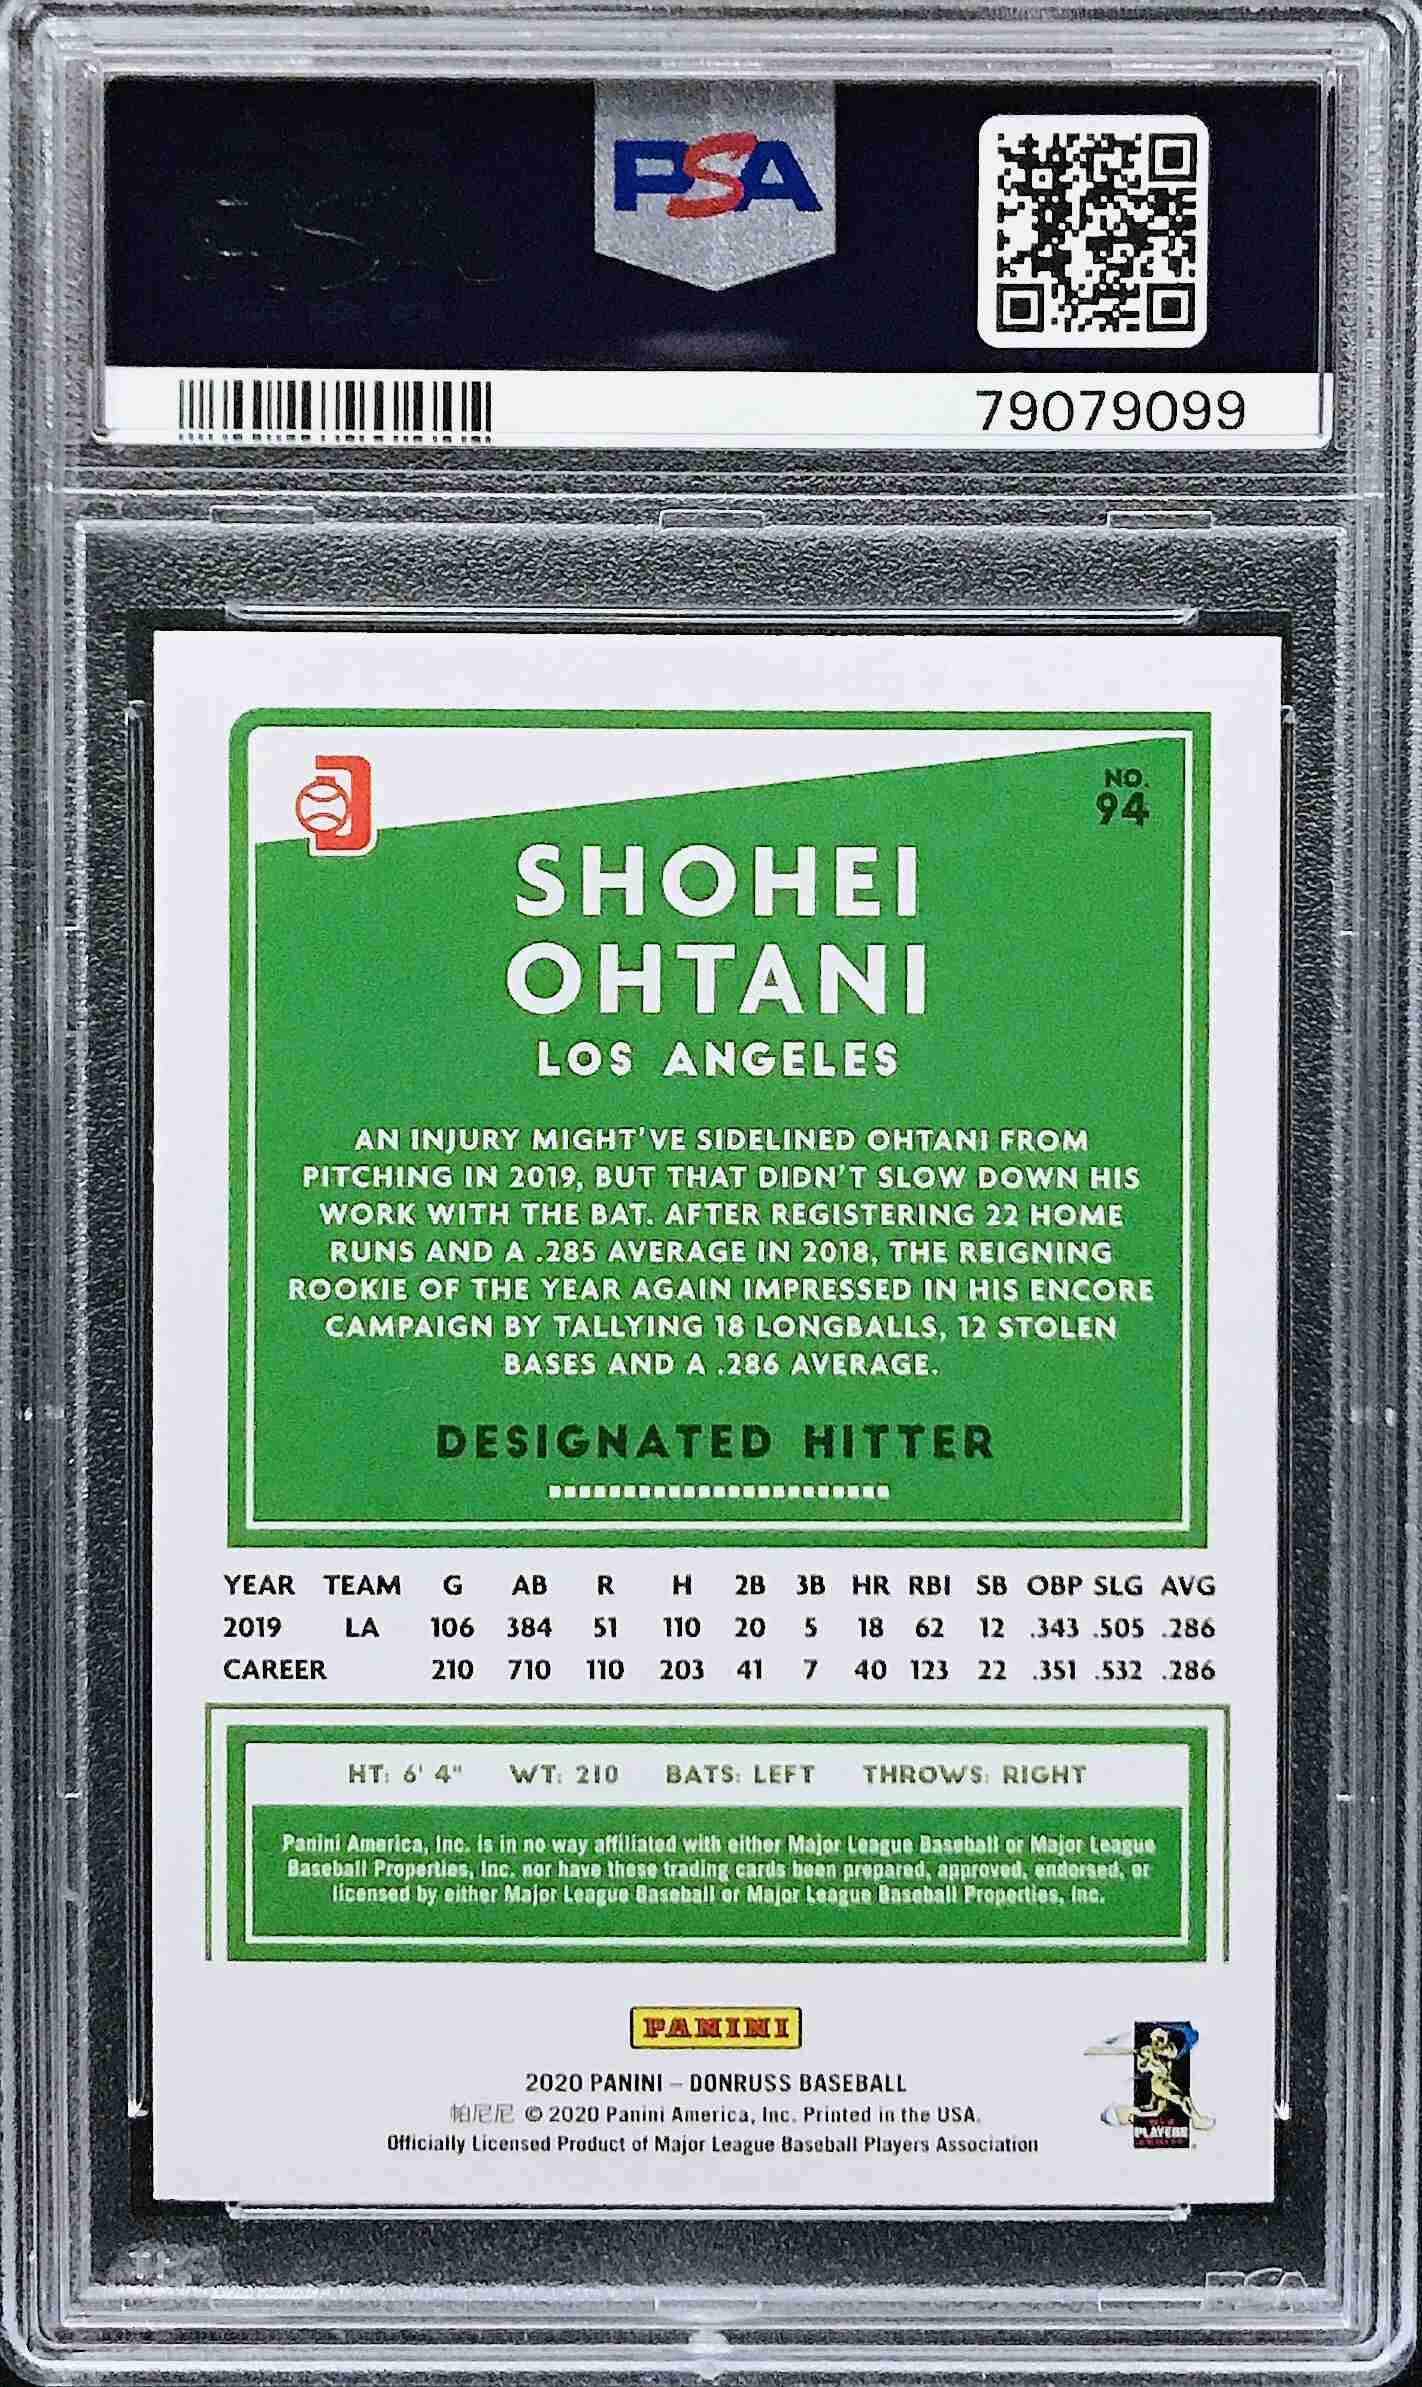 PSA
79079099
NO.
94
SHOHEI
OHTANI
LOS ANGELES
AN INJURY MIGHT'VE SIDELINED OHTANI FROM
PITCHING IN 2019, BUT THAT DIDN'T SLOW DOWN HIS
WORK WITH THE BAT. AFTER REGISTERING 22 HOME
RUNS AND A .285 AVERAGE IN 2018, THE REIGNING
ROOKIE OF THE YEAR AGAIN IMPRESSED IN HIS ENCORE
CAMPAIGN BY TALLYING 18 LONGBALLS, 12 STOLEN
BASES AND A .286 AVERAGE.
DESIGNATED HITTER
YEAR TEAM G AB R H 2B 3B HR RBI SB OBP SLG AVG
2019 LA 106 384 51 110 20 5 18 62 12 .343 .505 .286
CAREER 210 710 110 203 41 7 40 123 22 .351 .532 .286
HT: 6' 4" WT: 210 BATS: LEFT THROWS: RIGHT
Panini America, Inc. is in no way affiliated with either Major League Baseball or Major League
Baseball Properties, Inc. nor have these trading cards been prepared, approved, endorsed, or
licensed by either Major League Baseball or Major League Baseball Properties, Inc.
PANINI
2020 PANINI – DONRUSS BASEBALL
帕尼尼 © 2020 Panini America, Inc. Printed in the USA.
Officially Licensed Product of Major League Baseball Players Association
PLAYERS
PSA